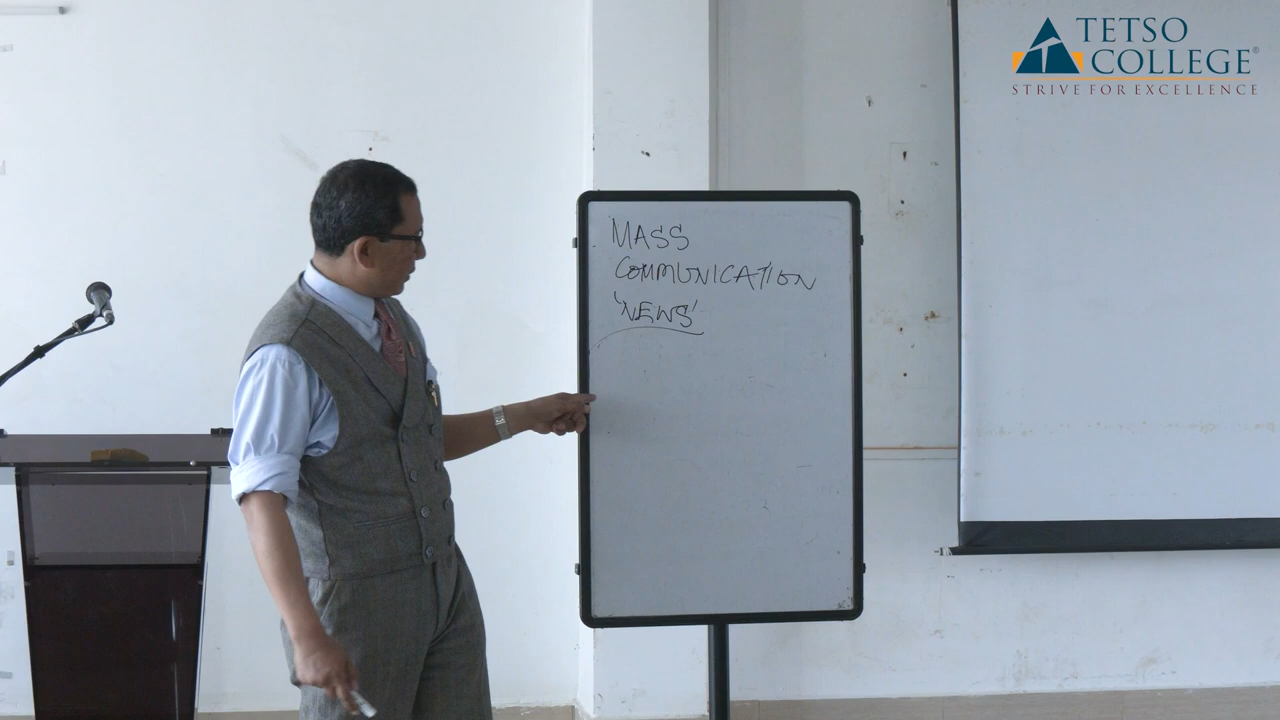 TETSO
COLLEGE®
STRIVE FOR EXCELLENCE
MASS
COMMUNICATION
'NEWS'